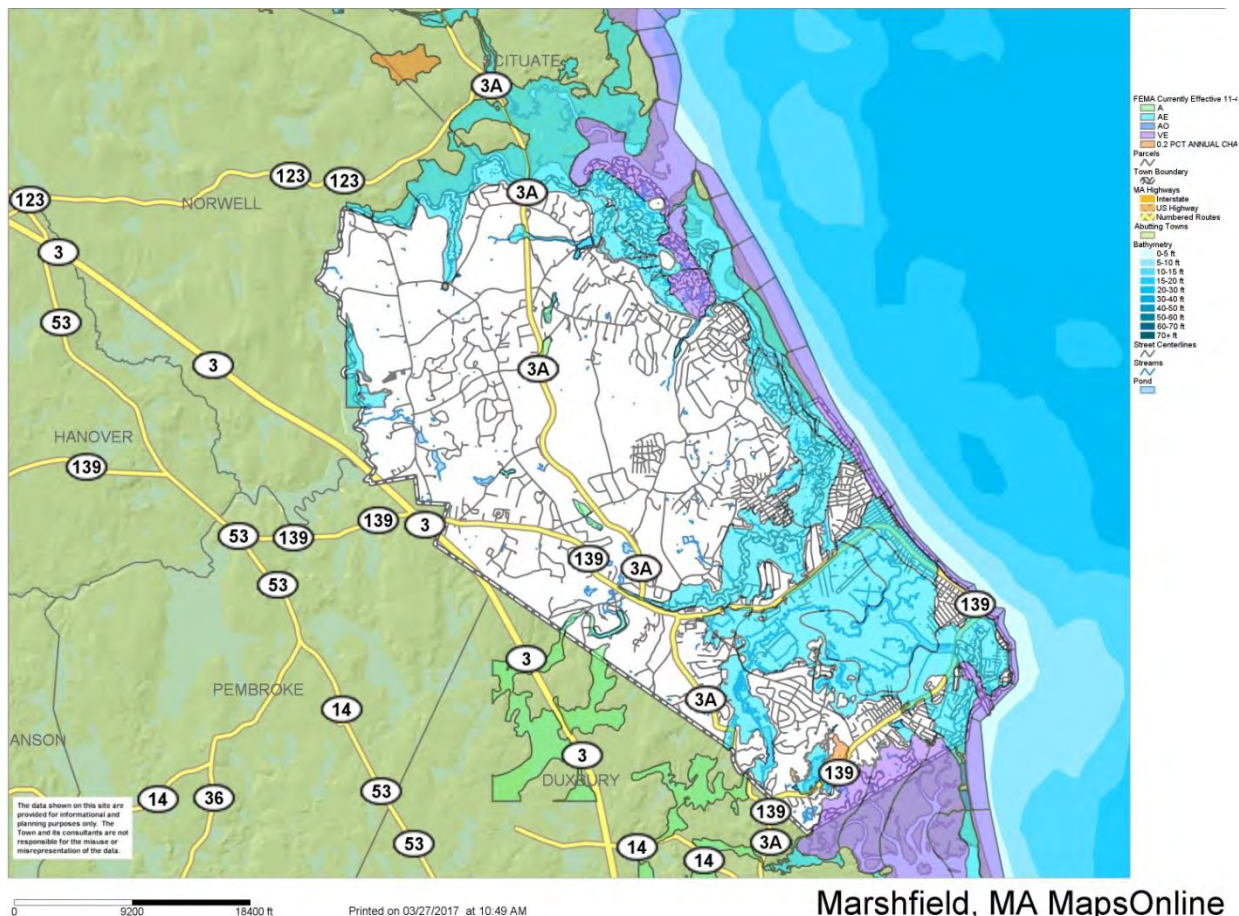 SCITUATE
3A
123
123
3A
123
NORWELL
3
53
3
3A
HANOVER
139
139
3
53
139
139
3A
53
139
3
PEMBROKE
3A
14
ANSON
3
DUXBURY
139
53
14
36
139
3A
53
14
14
The data shown on this site are
provided for informational and
planning purposes only. The
Town and its consultants are not
responsible for the misuse or
misrepresentation of the data.
FEMA Currently Effective 11-4
A
AE
AO
VE
0.2 PCT ANNUAL CHA
Parcels
Town Boundary
MA Highways
Interstate
US Highway
Numbered Routes
Abutting Towns
Bathymetry
0-5 ft
5-10 ft
10-15 ft
15-20 ft
20-30 ft
30-40 ft
40-50 ft
50-60 ft
60-70 ft
70+ ft
Street Centerlines
Streams
Pond
0 9200 18400 ft
Printed on 03/27/2017 at 10:49 AM
Marshfield, MA MapsOnline